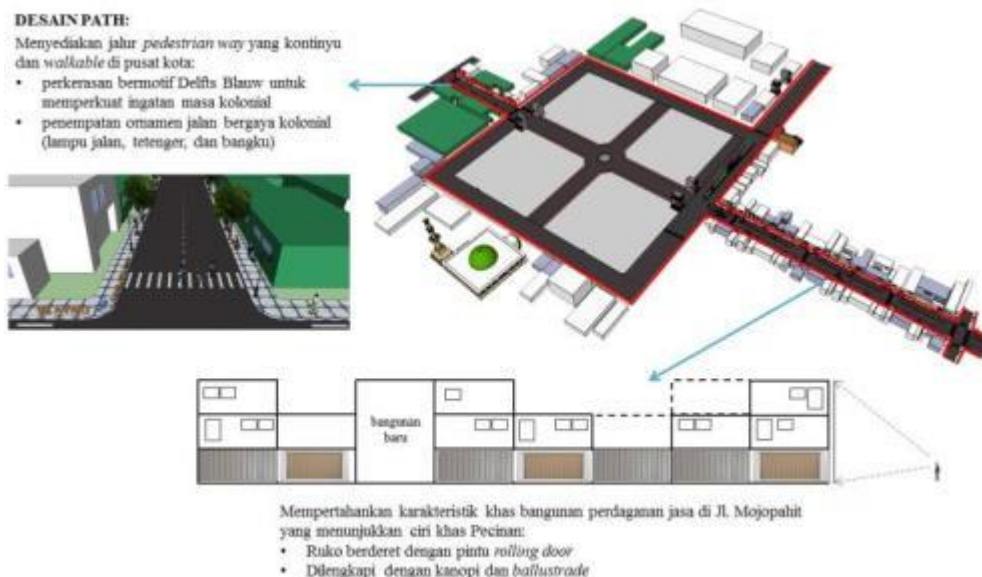 DESAIN PATH:
Menyediakan jalur pedestrian way yang kontinyu
dan walkable di pusat kota:
• perkerasan bermotif Delfts Blauw untuk
memperkuat ingatan masa kolonial
• penempatan ornamen jalan bergaya kolonial
(lampu jalan, tetenger, dan bangku)
bangunan
baru
Mempertahankan karakteristik khas bangunan perdaganan jasa di Jl. Mojopahit
yang menunjukkan ciri khas Pecinan:
• Ruko berderet dengan pintu rolling door
• Dilengkapi dengan kanopi dan ballustrade